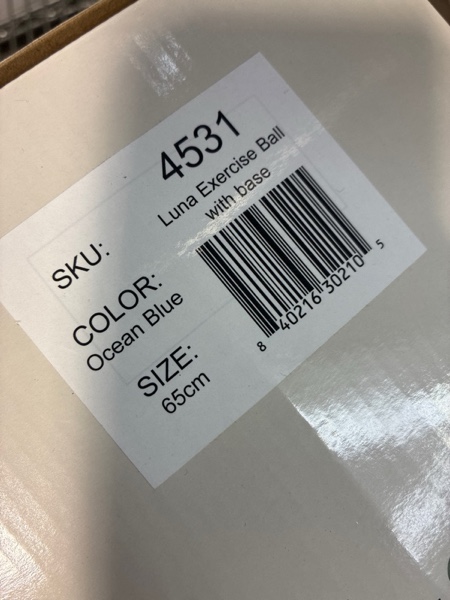 SKU:
4531
Luna Exercise Ball
with base
COLOR:
Ocean Blue
SIZE:
65cm
8 40216 30210 5